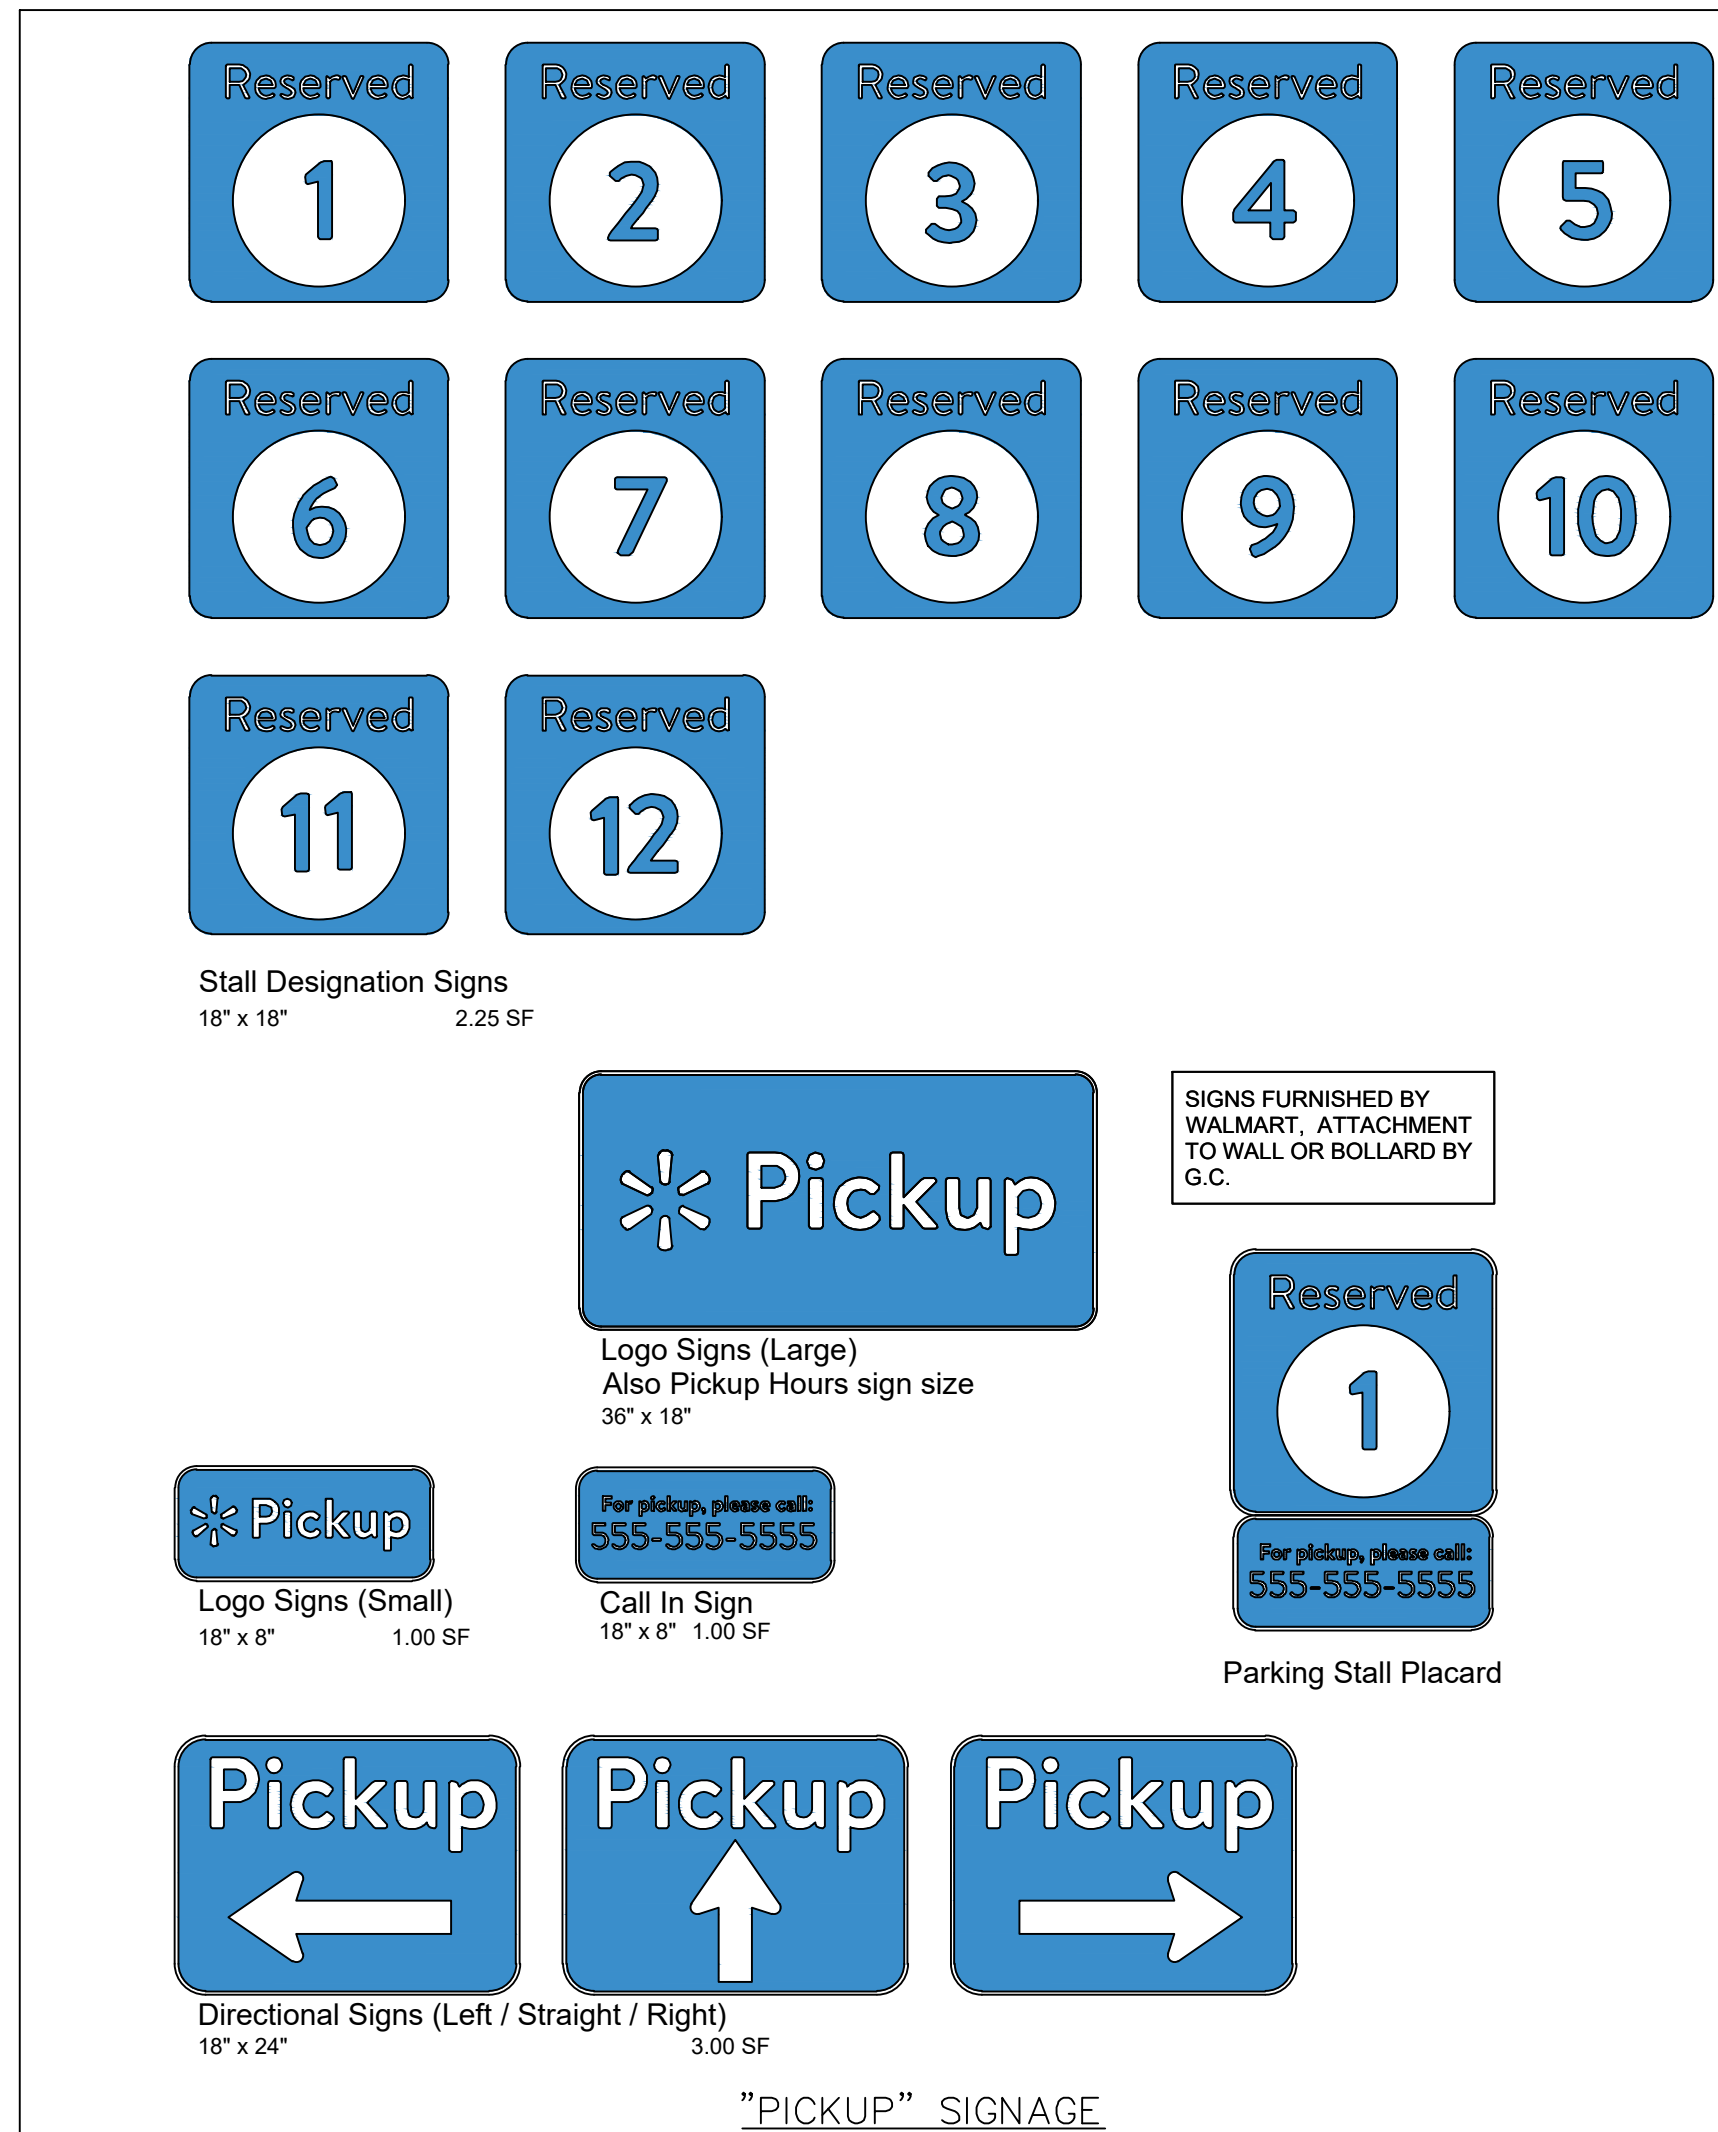 Reserved Reserved Reserved Reserved Reserved
1 2 3 4 5
Reserved Reserved Reserved Reserved Reserved
6 7 8 9 10
Reserved Reserved
11 12
Stall Designation Signs
18" x 18" 2.25 SF
Pickup
Logo Signs (Large)
Also Pickup Hours sign size
36" x 18"
SIGNS FURNISHED BY
WALMART, ATTACHMENT
TO WALL OR BOLLARD BY
G.C.
Reserved
1
For pickup, please call:
555-555-5555
Parking Stall Placard
Pickup
Logo Signs (Small)
18" x 8" 1.00 SF
For pickup, please call:
555-555-5555
Call In Sign
18" x 8" 1.00 SF
Pickup Pickup Pickup
Directional Signs (Left / Straight / Right)
18" x 24" 3.00 SF
"PICKUP" SIGNAGE